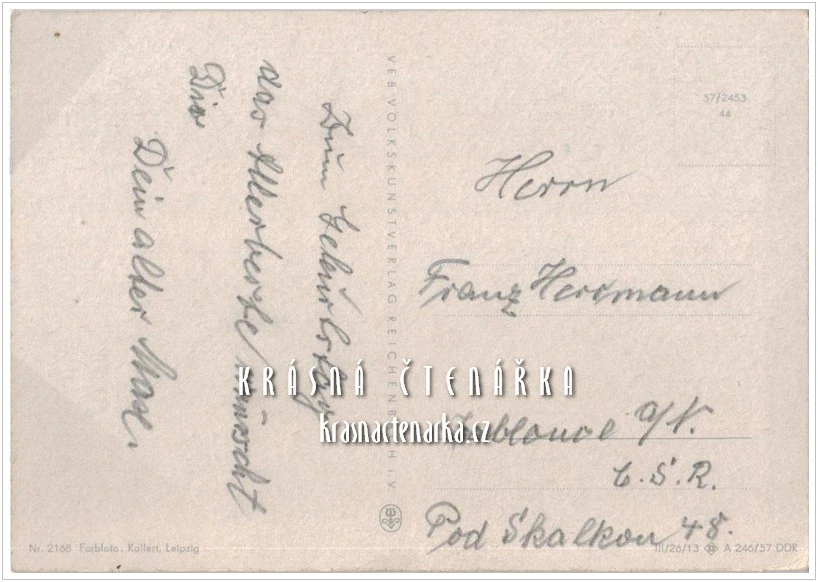 Zum Geburtstag
das Allerbeste wünscht
Dir
Dein alter Max.
VEB VOLKSKUNSTVERLAG REICHENBACH i. V.
57/2453
44
Herrn
Franz Herrmann
Jablonec a/N.
Č.S.R.
Pod Skalkou 48.
KRÁSNÁ ČTENÁŘKA
krasnactenarka.cz
Nr. 2168 Farbfoto: Kallert, Leipzig
III/26/13 A 246/57 DDR